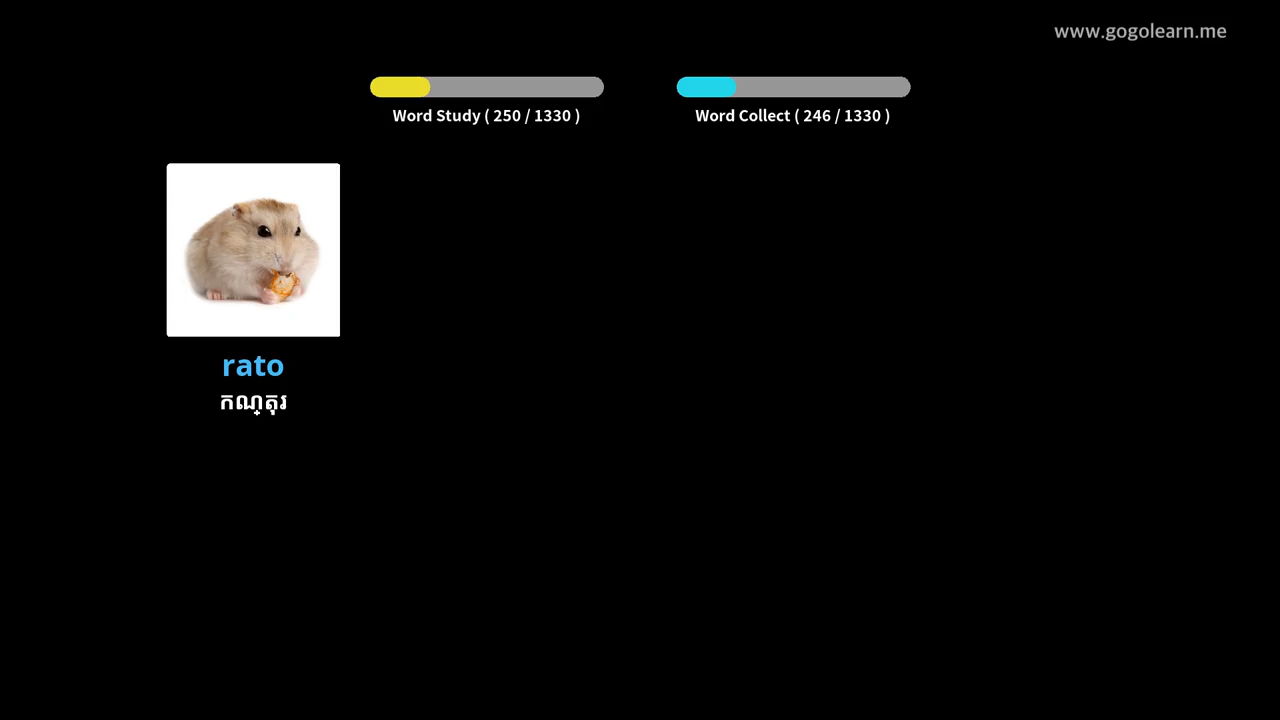 www.gogolearn.me
Word Study ( 250 / 1330 )
Word Collect ( 246 / 1330 )
rato
កណ្តុរ